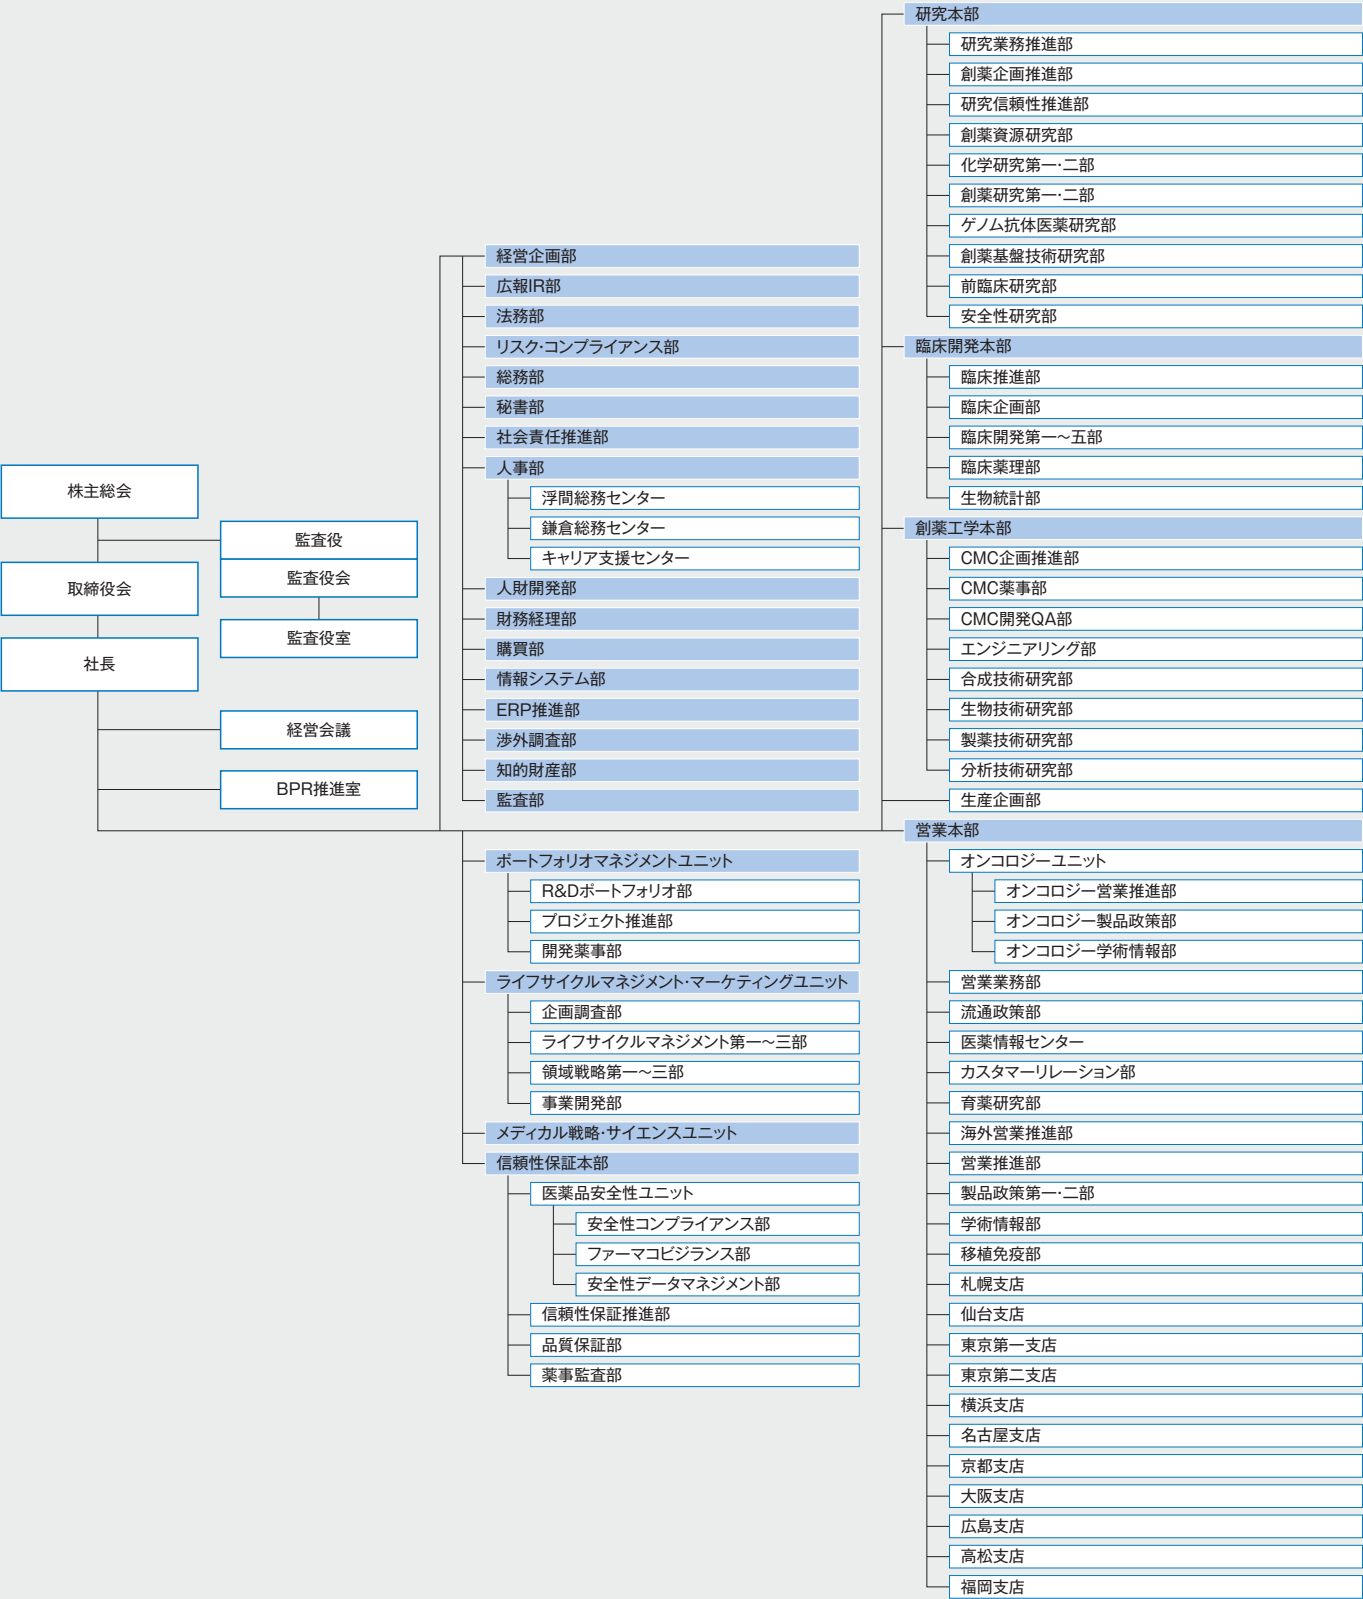 株主総会
監査役
監査役会
取締役会
監査役室
社長
経営会議
BPR推進室
経営企画部
広報IR部
法務部
リスク・コンプライアンス部
総務部
秘書部
社会責任推進部
人事部
浮間総務センター
鎌倉総務センター
キャリア支援センター
人財開発部
財務経理部
購買部
情報システム部
ERP推進部
渉外調査部
知的財産部
監査部
ポートフォリオマネジメントユニット
R&Dポートフォリオ部
プロジェクト推進部
開発薬事部
ライフサイクルマネジメント・マーケティングユニット
企画調査部
ライフサイクルマネジメント第一〜三部
領域戦略第一〜三部
事業開発部
メディカル戦略・サイエンスユニット
信頼性保証本部
医薬品安全性ユニット
安全性コンプライアンス部
ファーマコビジランス部
安全性データマネジメント部
信頼性保証推進部
品質保証部
薬事監査部
研究本部
研究業務推進部
創薬企画推進部
研究信頼性推進部
創薬資源研究部
化学研究第一・二部
創薬研究第一・二部
ゲノム抗体医薬研究部
創薬基盤技術研究部
前臨床研究部
安全性研究部
臨床開発本部
臨床推進部
臨床企画部
臨床開発第一〜五部
臨床薬理部
生物統計部
創薬工学本部
CMC企画推進部
CMC薬事部
CMC開発QA部
エンジニアリング部
合成技術研究部
生物技術研究部
製薬技術研究部
分析技術研究部
生産企画部
営業本部
オンコロジーユニット
オンコロジー営業推進部
オンコロジー製品政策部
オンコロジー学術情報部
営業業務部
流通政策部
医薬情報センター
カスタマーリレーション部
育薬研究部
海外営業推進部
営業推進部
製品政策第一・二部
学術情報部
移植免疫部
札幌支店
仙台支店
東京第一支店
東京第二支店
横浜支店
名古屋支店
京都支店
大阪支店
広島支店
高松支店
福岡支店